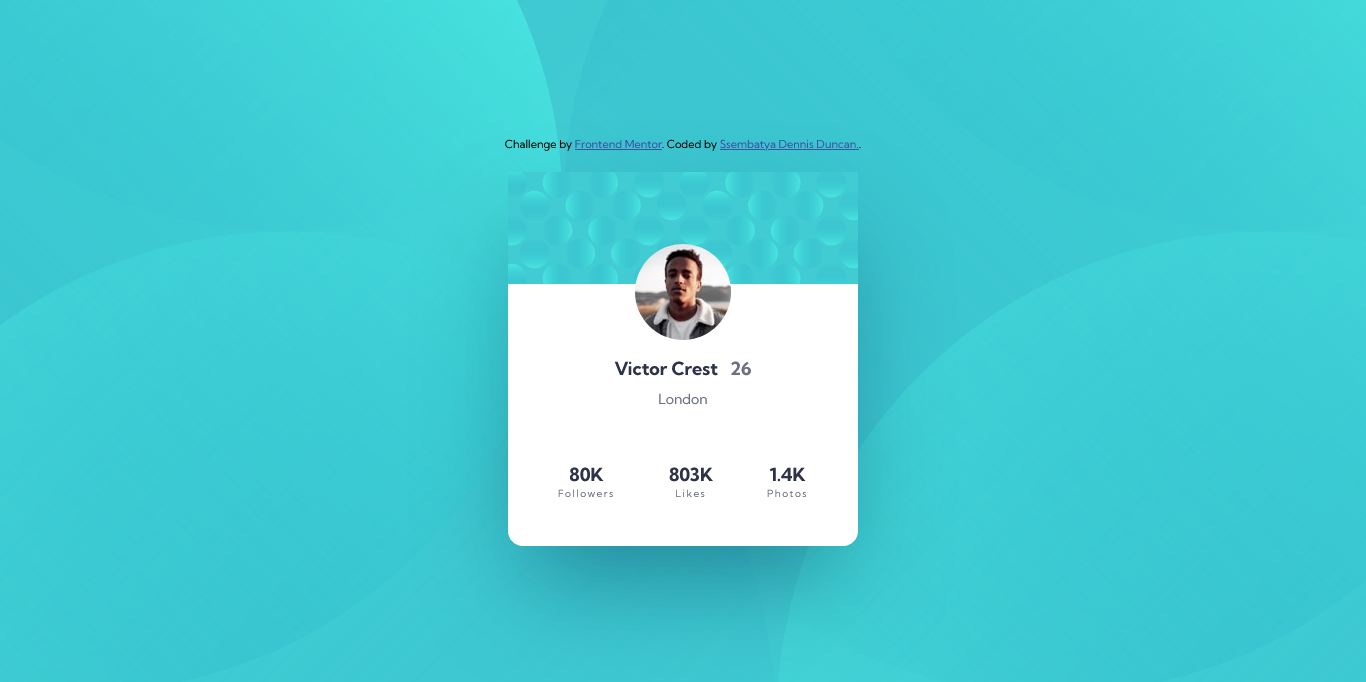 Challenge by Frontend Mentor. Coded by Ssembatya Dennis Duncan..
Victor Crest 26
London
80K 803K 1.4K
Followers Likes Photos